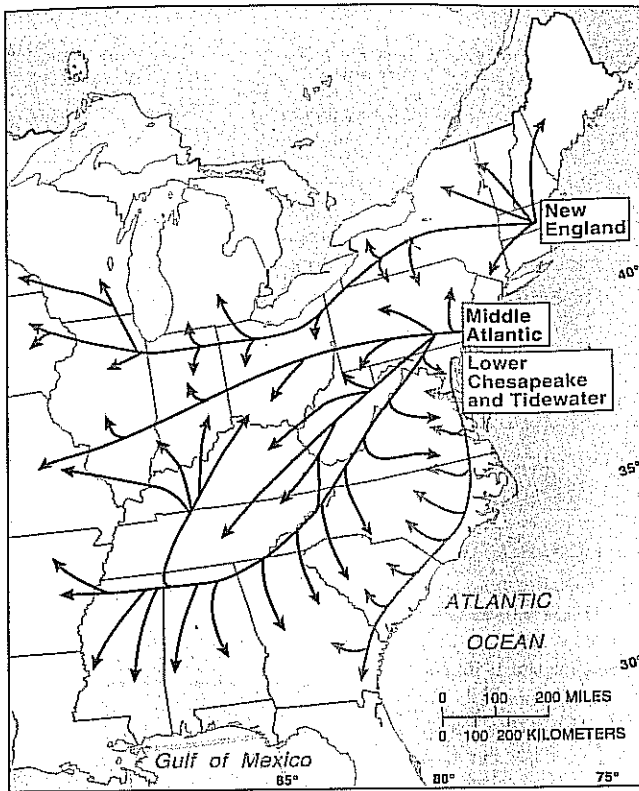 New
England
40°
Middle
Atlantic
Lower
Chesapeake
and Tidewater
35°
ATLANTIC
OCEAN
30°
0 100 200 MILES
0 100 200 KILOMETERS
Gulf of Mexico
85°
80°
75°